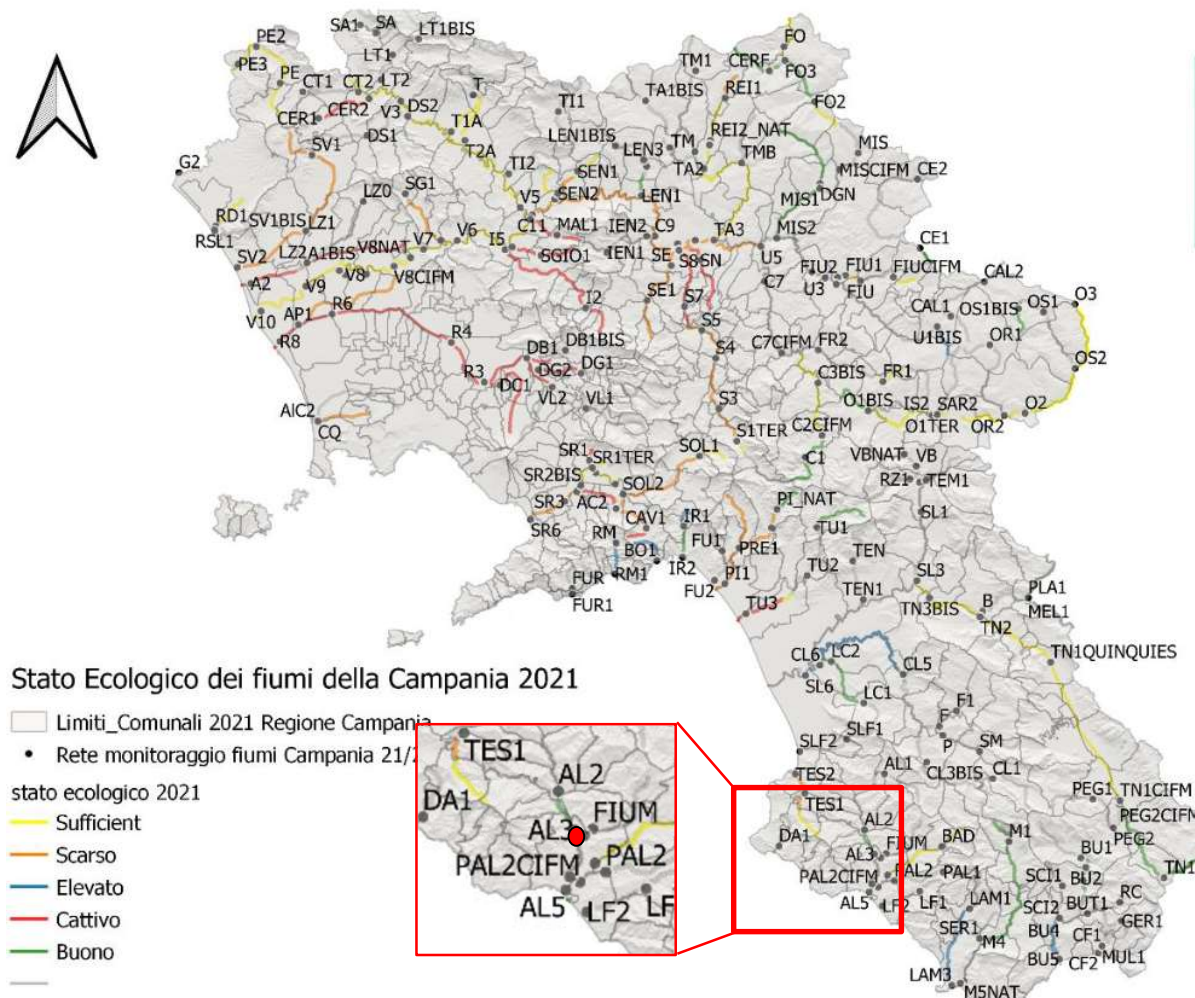 SA1 SA LT1BIS
PE2 FO
PE3 PE LT1 TM1 CERF FO3
CT1 CT2 LT2 T TA1BIS REI1 FO2
CER1 CER2 V3 DS2 TI1
SV1 DS1 T1A LEN1BIS REI2_NAT MIS
T2A LEN3 TM TMB
G2 TI2 SEN1 TA2 MISCIFM CE2
LZ0 SG1 SEN2 LEN1 MIS1 DGN
RD1 SV1BIS V5
RSL1 LZ1 V6 C11 MAL1 IEN2 C9 TA3 MIS2
SV2 LZ2 A1BIS V8NAT V7 I5 SGIO1 IEN1 SE S8 SN U5 CE1
A2 V8 V8CIFM C7 FIU2 FIU1 FIUCIFM CAL2
V9 I2 SE1 S7 U3 FIU
V10 AP1 R6 CAL1 OS1BIS OS1 O3
R8 R4 DB1 DB1BIS S5 U1BIS OR1
R3 DG2 DG1 S4 C7CIFM FR2 OS2
DC1 VL2 C3BIS FR1
AIC2 VL1 S3 O1BIS IS2 SAR2 O2
CQ S1TER C2CIFM O1TER OR2
SR1 SR1TER SOL1 VBNAT VB
SR2BIS C1 RZ1 TEM1
SR3 AC2 SOL2 PI_NAT SL1
SR6 CAV1 IR1 TU1
RM BO1 FU1 PRE1 TEN
FUR RM1 IR2 PI1 TU2 SL3
FUR1 FU2 TEN1 TN3BIS PLA1
TU3 B MEL1
TN2
CL6 LC2 CL5 TN1QUINQUIES
SL6 LC1
Stato Ecologico dei fiumi della Campania 2021
Limiti_Comunali 2021 Regione Campania
Rete monitoraggio fiumi Campania 21/2
stato ecologico 2021
Sufficient
Scarso
Elevato
Cattivo
Buono
F1
F
SLF2 SLF1 P SM
TES2 AL1 CL3BIS CL1
TES1 PEG1 TN1CIFM
DA1 AL2 PEG2CIFM
AL3 FIUM BAD M1 BU1 PEG2
PAL2CIFM PAL2 PAL1 SCI1 BU2 TN1
AL5 LF2 LF1 LAM1 SCI2 BUT1 RC
SER1 M4 BU4 CF1 GER1
LAM3 M5NAT BU5 CF2 MUL1
TES1
AL2
DA1 FIUM
AL3
PAL2CIFM PAL2
AL5 LF2 LF